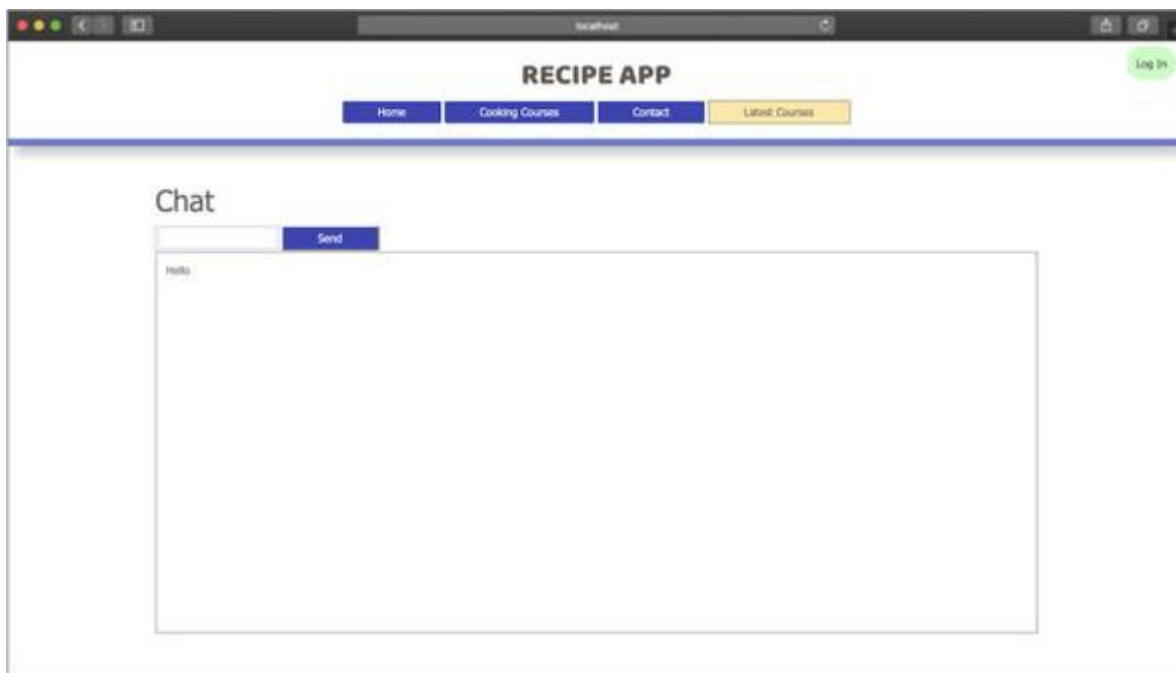 localhost
Log In
RECIPE APP
Home Cooking Courses Contact Latest Courses
Chat
Send
Hello